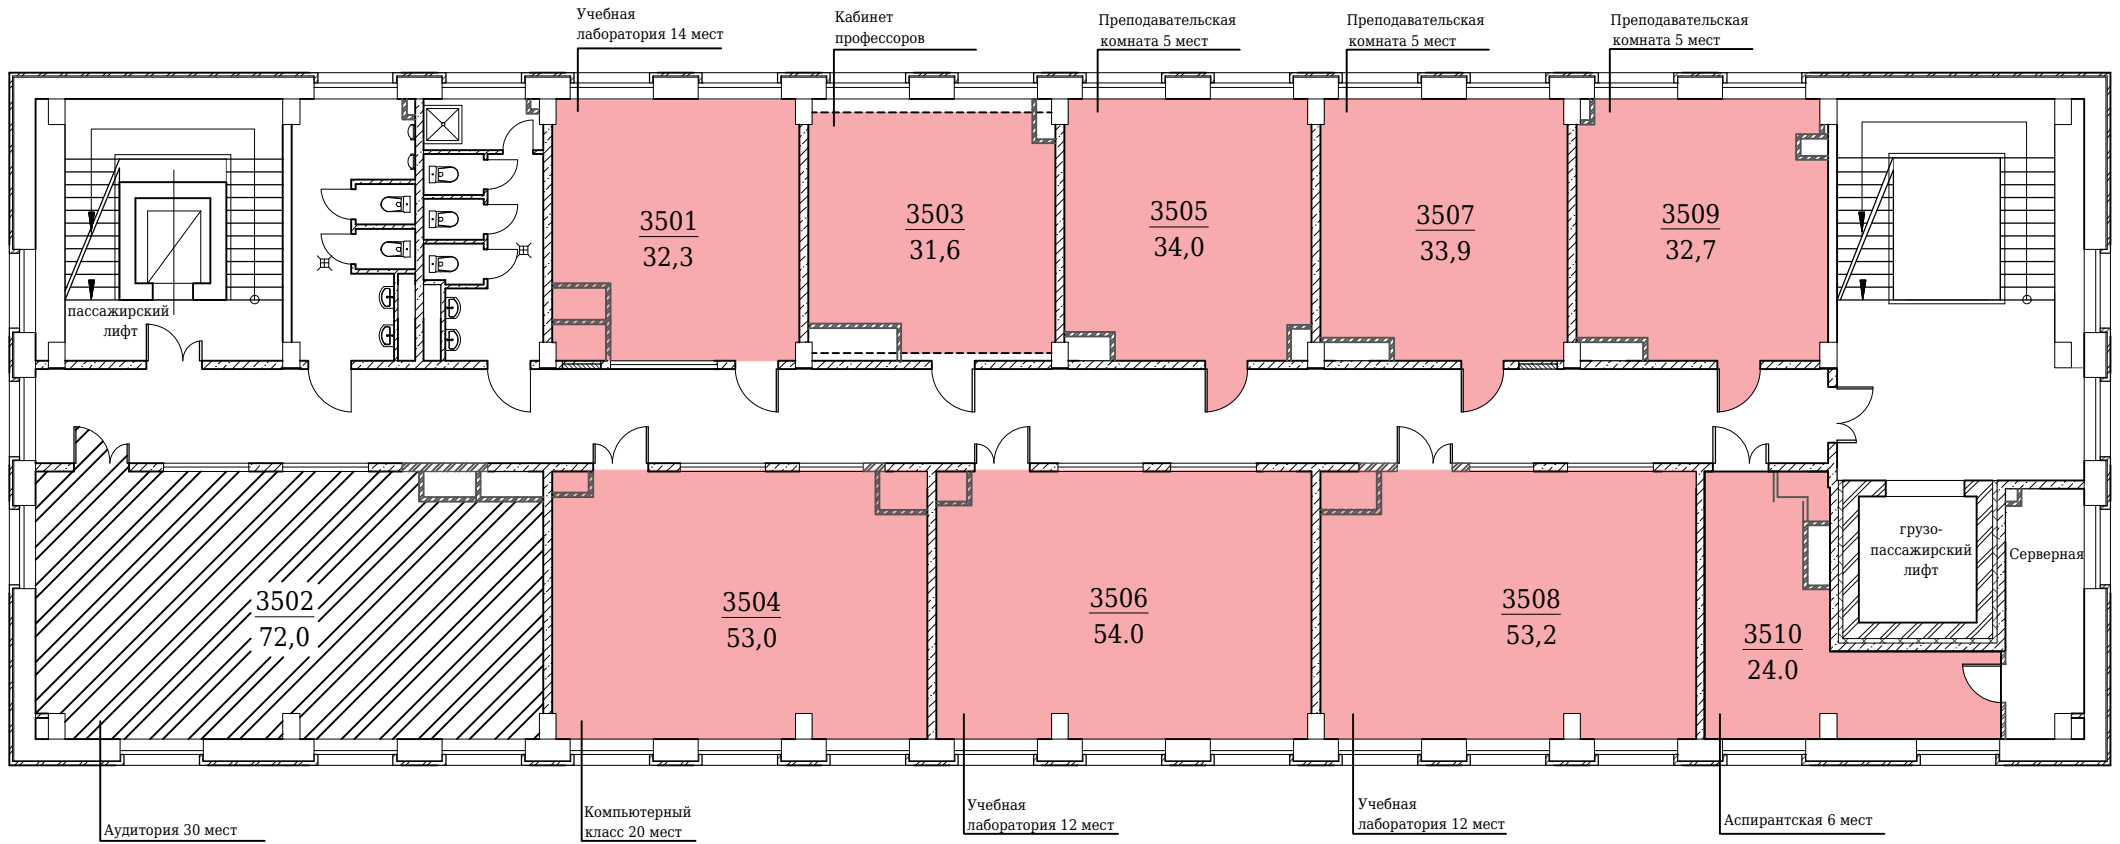 Учебная
лаборатория 14 мест
Кабинет
профессоров
Преподавательская
комната 5 мест
Преподавательская
комната 5 мест
Преподавательская
комната 5 мест
3501
32,3
3503
31,6
3505
34,0
3507
33,9
3509
32,7
пассажирский
лифт
3502
72,0
3504
53,0
3506
54.0
3508
53,2
3510
24.0
грузо-
пассажирский
лифт
Серверная
Аудитория 30 мест
Компьютерный
класс 20 мест
Учебная
лаборатория 12 мест
Учебная
лаборатория 12 мест
Аспирантская 6 мест